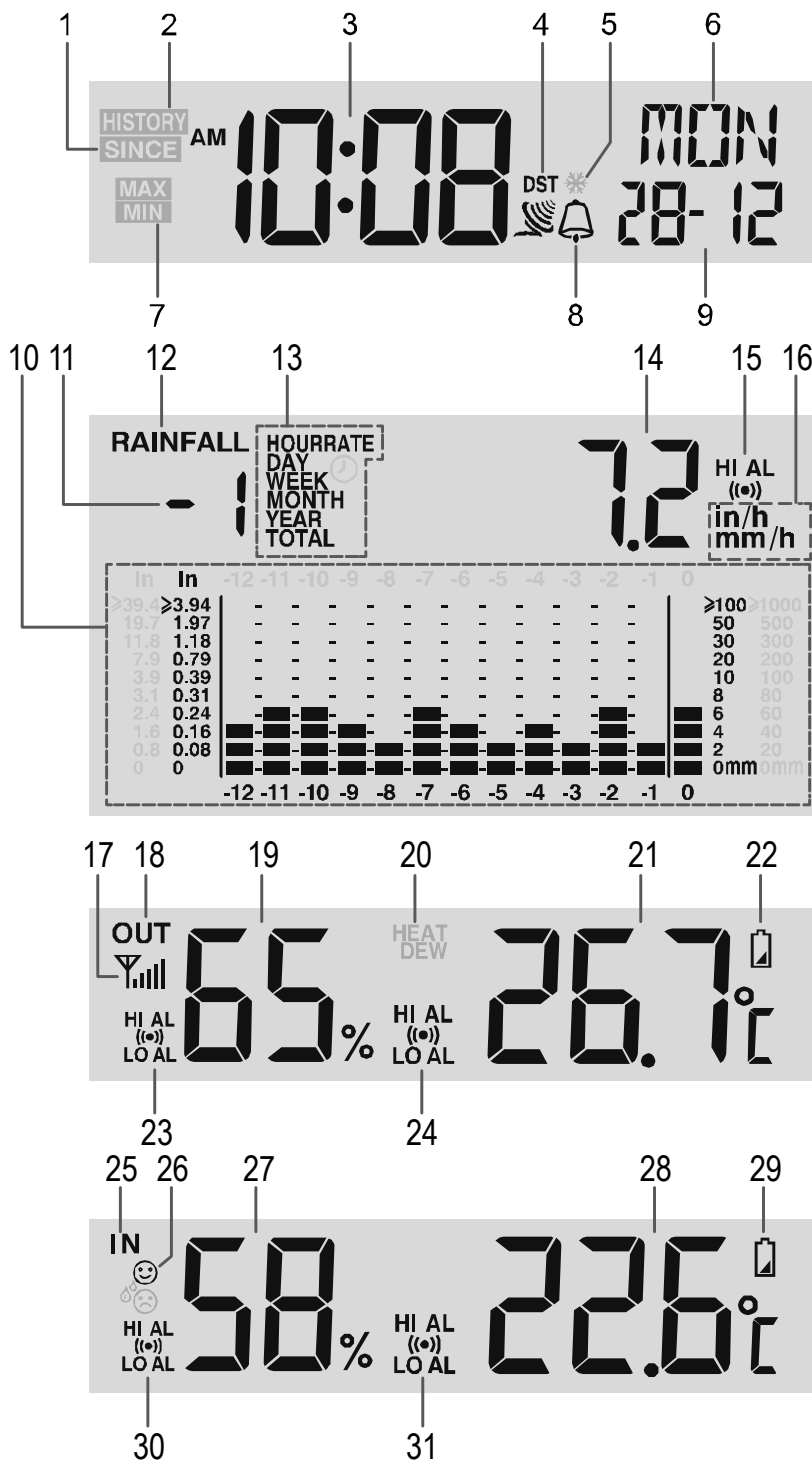 1 2 3 4 5 6
HISTORY
SINCE
AM 10:08
DST
MON
MAX
MIN
28-12
7 8 9
10 11 12 13 14 15 16
RAINFALL
HOURRATE
DAY
WEEK
MONTH
YEAR
TOTAL
-1
7.2
HI AL
in/h
mm/h
In In -12 -11 -10 -9 -8 -7 -6 -5 -4 -3 -2 -1 0
≥39.4 ≥3.94 ≥100 ≥1000
19.7 1.97 50 500
11.8 1.18 30 300
7.9 0.79 20 200
3.9 0.39 10 100
3.1 0.31 8 80
2.4 0.24 6 60
1.6 0.16 4 40
0.8 0.08 2 20
0 0 0mm 0mm
-12 -11 -10 -9 -8 -7 -6 -5 -4 -3 -2 -1 0
17 18 19 20 21 22
OUT
65%
HEAT
DEW
26.7°C
HI AL
LO AL
HI AL
LO AL
23 24
25 26 27 28 29
IN
58%
22.6°C
HI AL
LO AL
HI AL
LO AL
30 31